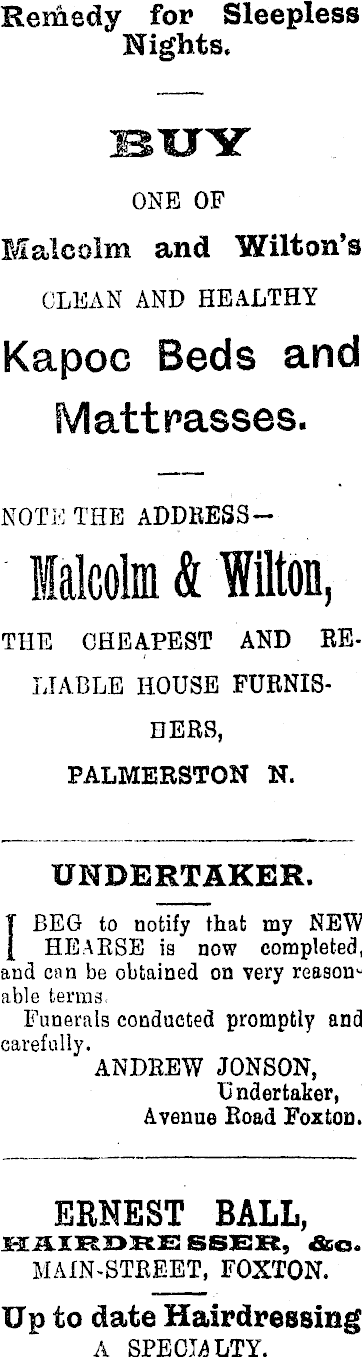 Remedy for Sleepless
Nights.
BUY
ONE OF
Malcolm and Wilton's
CLEAN AND HEALTHY
Kapoc Beds and
Mattrasses.
NOTE THE ADDRESS—
Malcolm & Wilton,
THE CHEAPEST AND RE-
LIABLE HOUSE FURNIS-
HERS,
PALMERSTON N.
UNDERTAKER.
I BEG to notify that my NEW
HEARSE is now completed,
and can be obtained on very reason-
able terms.
Funerals conducted promptly and
carefully.
ANDREW JONSON,
Undertaker,
Avenue Road Foxton.
ERNEST BALL,
HAIRDRESSER, &c.
MAIN-STREET, FOXTON.
Up to date Hairdressing
A SPECIALTY.